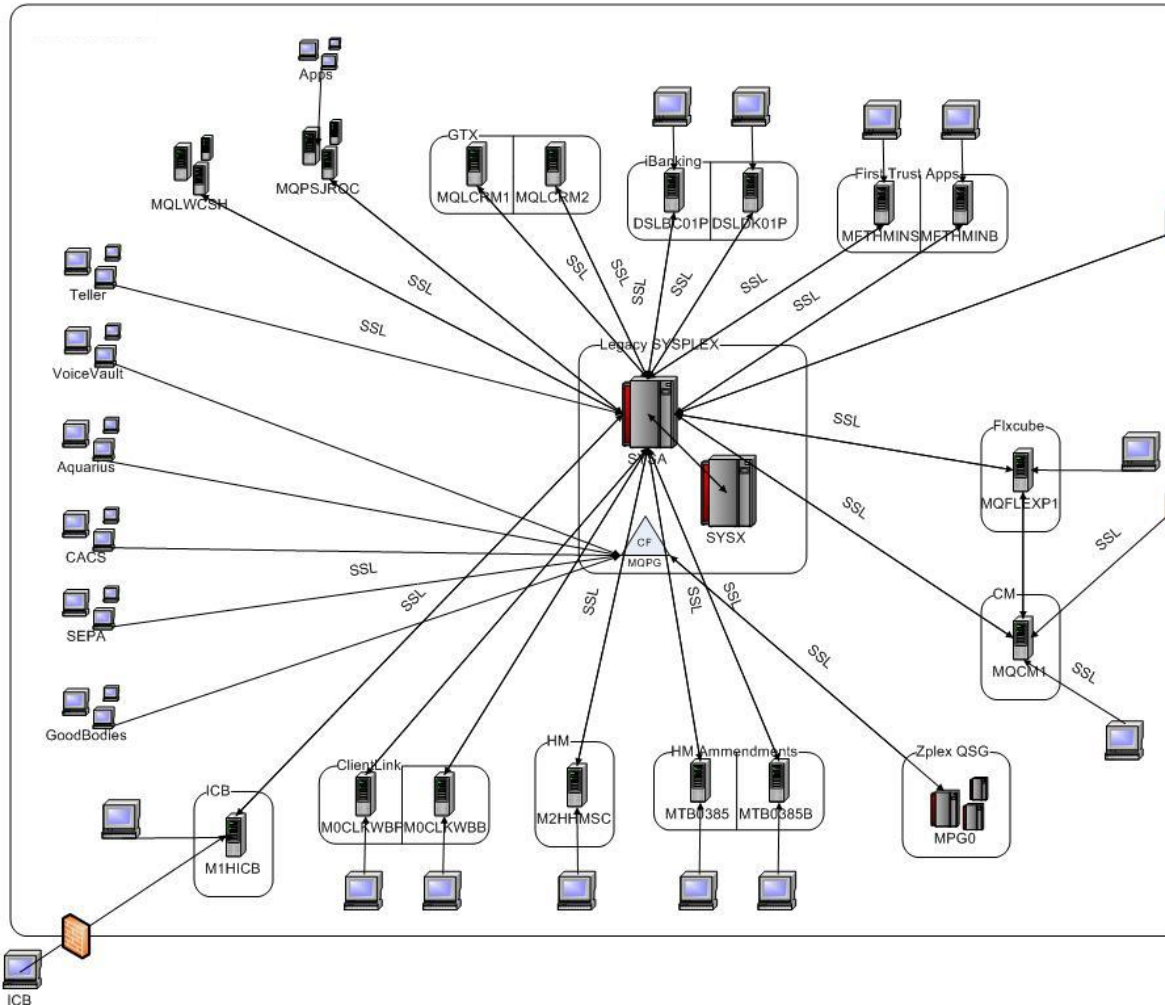 Apps
MQLWCSH
MQPSJRQC
GTX
MQLCRM1
MQLCRM2
iBanking
DSLBC01P
DSLDK01P
First Trust Apps
MFTHMINS
MFTHMINB
SSL
SSL
SSL
SSL
SSL
SSL
SSL
SSL
Teller
SSL
VoiceVault
Legacy SYSPLEX
SYSA
SYSX
CF
MQPG
Aquarius
CACS
SEPA
GoodBodies
SSL
Flxcube
MQFLEXP1
SSL
SSL
CM
MQCM1
SSL
SSL
SSL
SSL
SSL
SSL
SSL
ICB
M1HICB
ClientLink
M0CLKWBB
HM
M2HHMSC
HM Ammendments
MTB0385
MTB0385B
Zplex QSG
MPG0
ICB